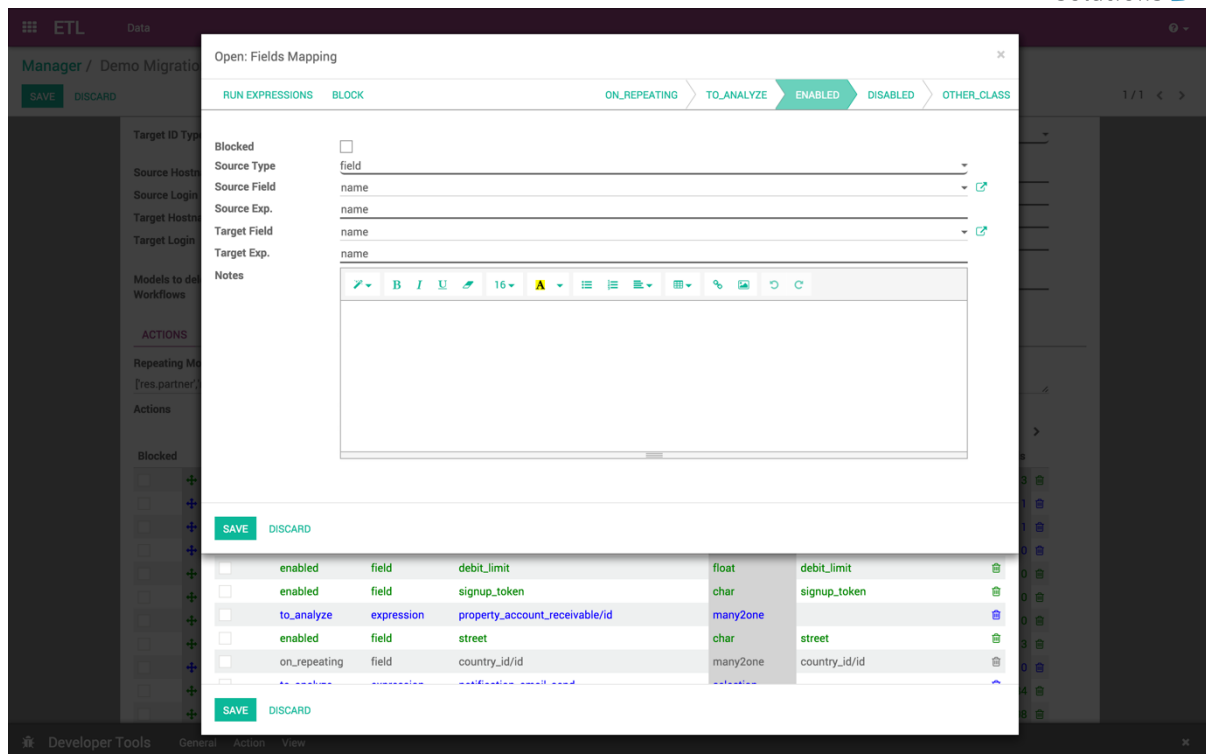 ETL Data
Manager / Demo Migratio
SAVE DISCARD
1/1
Open: Fields Mapping
×
RUN EXPRESSIONS BLOCK ON_REPEATING TO_ANALYZE ENABLED DISABLED OTHER_CLASS
Blocked
Source Type field
Source Field name
Source Exp. name
Target Field name
Target Exp. name
Notes
B I U 16 A
SAVE DISCARD
Target ID Typ
Source Hostn
Source Login
Target Hostn
Target Login
Models to del
Workflows
ACTIONS
Repeating Mo
['res.partner','
Actions
Blocked
enabled field debit_limit float debit_limit
enabled field signup_token char signup_token
to_analyze expression property_account_receivable/id many2one
enabled field street char street
on_repeating field country_id/id many2one country_id/id
SAVE DISCARD
Developer Tools General Action View